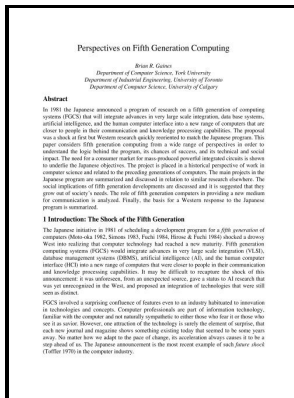 Perspectives on Fifth Generation Computing
Brian R. Gaines
Department of Computer Science, York University
Department of Industrial Engineering, University of Toronto
Department of Computer Science, University of Calgary
Abstract
In 1981 the Japanese announced a program of research on a fifth generation of computing
systems (FGCS) that will integrate advances in very large scale integration, data base systems,
artificial intelligence, and the human computer interface into a new range of computers that are
closer to people in their communication and knowledge processing capabilities. The proposal
was a shock at first but Western research quickly reoriented to match the Japanese program. This
paper considers fifth generation computing from a wide range of perspectives in order to
understand the logic behind the program, its chances of success, and its technical and social
impact. The need for a consumer market for mass-produced powerful integrated circuits is shown
to underlie the Japanese objectives. The project is placed in a historical perspective of work in
computer science and related to the preceding generations of computers. The main projects in the
Japanese program are summarized and discussed in relation to similar research elsewhere. The
social implications of fifth generation developments are discussed and it is suggested that they
grow out of society's needs. The role of fifth generation computers in providing a new medium
for communication is analyzed. Finally, the basis for a Western response to the Japanese
program is summarized.
1 Introduction: The Shock of the Fifth Generation
The Japanese initiative in 1981 of scheduling a development program for a fifth generation of
computers (Moto-oka 1982, Simons 1983, Fuchi 1984, Hirose & Fuchi 1984) shocked a drowsy
West into realizing that computer technology had reached a new maturity. Fifth generation
computing systems (FGCS) would integrate advances in very large scale integration (VLSI),
database management systems (DBMS), artificial intelligence (AI), and the human computer
interface (HCI) into a new range of computers that were closer to people in their communication
and knowledge processing capabilities. It may be difficult to recapture the shock of this
announcement: it was unforeseen, from an unexpected source, gave a status to AI research that
was yet unrecognized in the West, and proposed an integration of technologies that were still
seen as distinct.
FGCS involved a surprising confluence of features even to an industry habituated to innovation
in technologies and concepts. Computer professionals are part of information technology,
familiar with the computer and not naturally sympathetic to either those who fear it or those who
see it as savior. However, one attraction of the technology is surely the element of surprise, that
each new journal and magazine shows something existing today that seemed to be some years
away. No matter how we adapt to the pace of change, its acceleration always causes it to be a
step ahead of us. The Japanese announcement is the most recent example of such future shock
(Toffler 1970) in the computer industry.